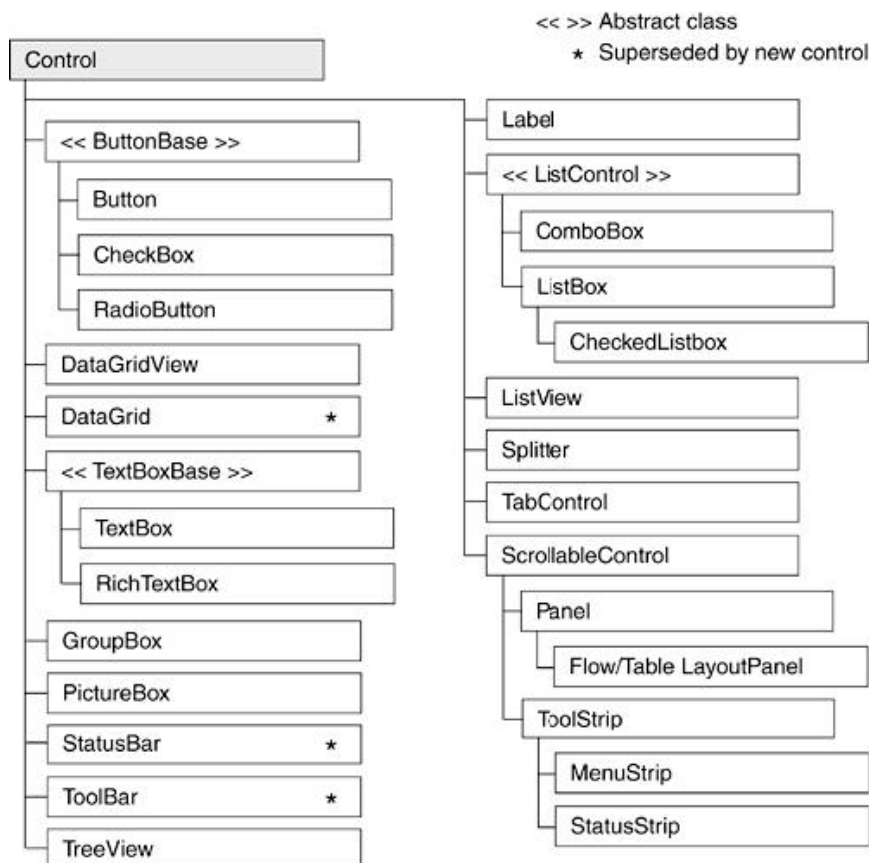 << >> Abstract class
* Superseded by new control
Control
<< ButtonBase >>
Button
CheckBox
RadioButton
DataGridView
DataGrid *
<< TextBoxBase >>
TextBox
RichTextBox
GroupBox
PictureBox
StatusBar *
ToolBar *
TreeView
Label
<< ListControl >>
ComboBox
ListBox
CheckedListbox
ListView
Splitter
TabControl
ScrollableControl
Panel
Flow/Table LayoutPanel
ToolStrip
MenuStrip
StatusStrip